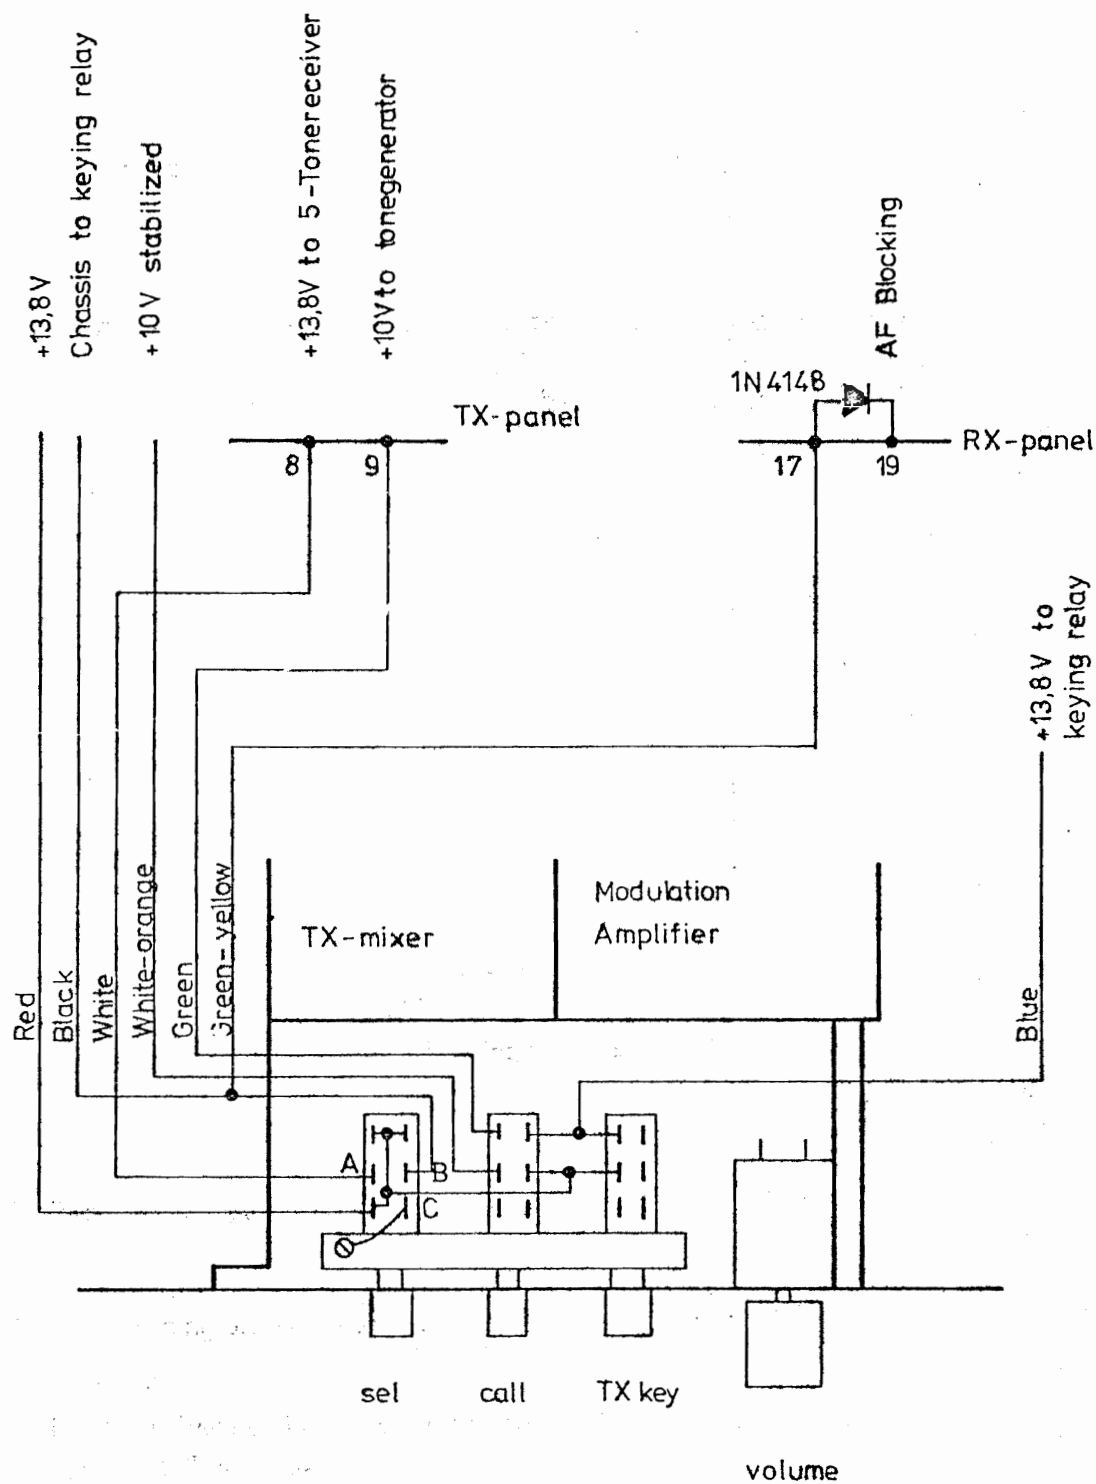 +13,8V
Chassis to keying relay
+10V stabilized
+13,8V to 5-Tonereceiver
+10V to tonegenerator
AF Blocking
1N4148
TX-panel
RX-panel
8
9
17
19
+13,8V to
keying relay
Red
Black
White
White-orange
Green
Green-yellow
Blue
TX-mixer
Modulation
Amplifier
A
B
C
sel
call
TX key
volume